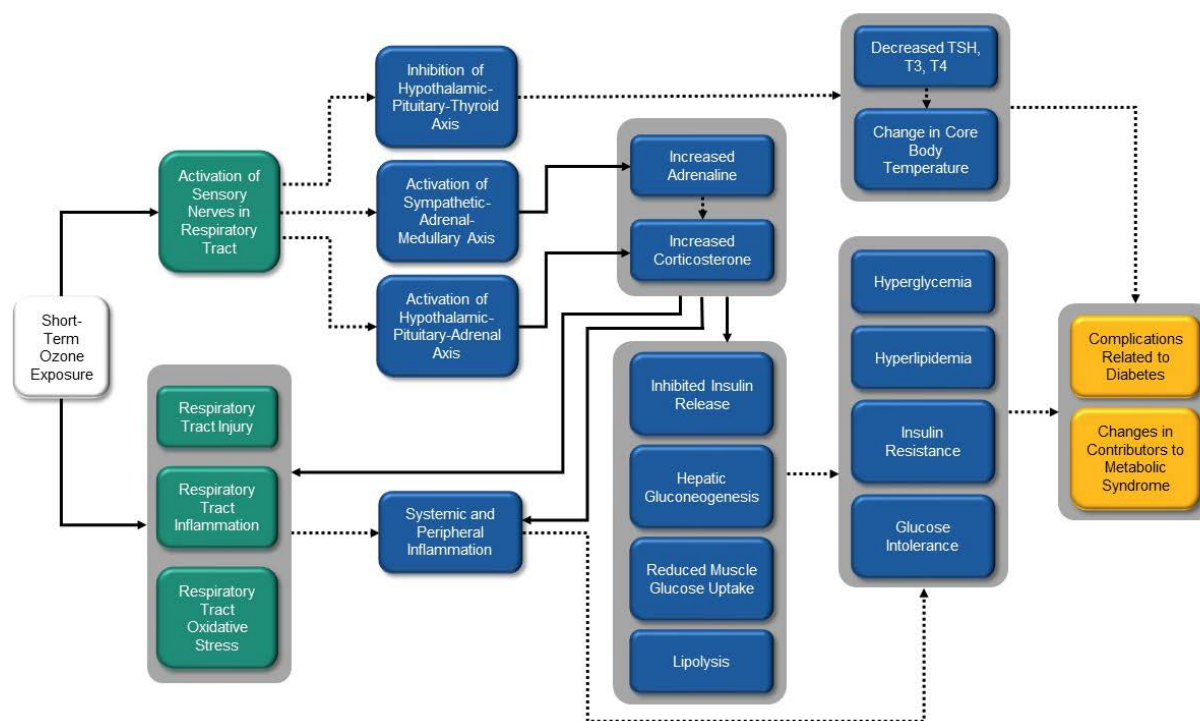 Short-
Term
Ozone
Exposure
Activation of
Sensory
Nerves in
Respiratory
Tract
Respiratory
Tract Injury
Respiratory
Tract
Inflammation
Respiratory
Tract
Oxidative
Stress
Inhibition of
Hypothalamic-
Pituitary-Thyroid
Axis
Activation of
Sympathetic-
Adrenal-
Medullary Axis
Activation of
Hypothalamic-
Pituitary-Adrenal
Axis
Systemic and
Peripheral
Inflammation
Increased
Adrenaline
Increased
Corticosterone
Inhibited Insulin
Release
Hepatic
Gluconeogenesis
Reduced Muscle
Glucose Uptake
Lipolysis
Decreased TSH,
T3, T4
Change in Core
Body
Temperature
Hyperglycemia
Hyperlipidemia
Insulin
Resistance
Glucose
Intolerance
Complications
Related to
Diabetes
Changes in
Contributors to
Metabolic
Syndrome